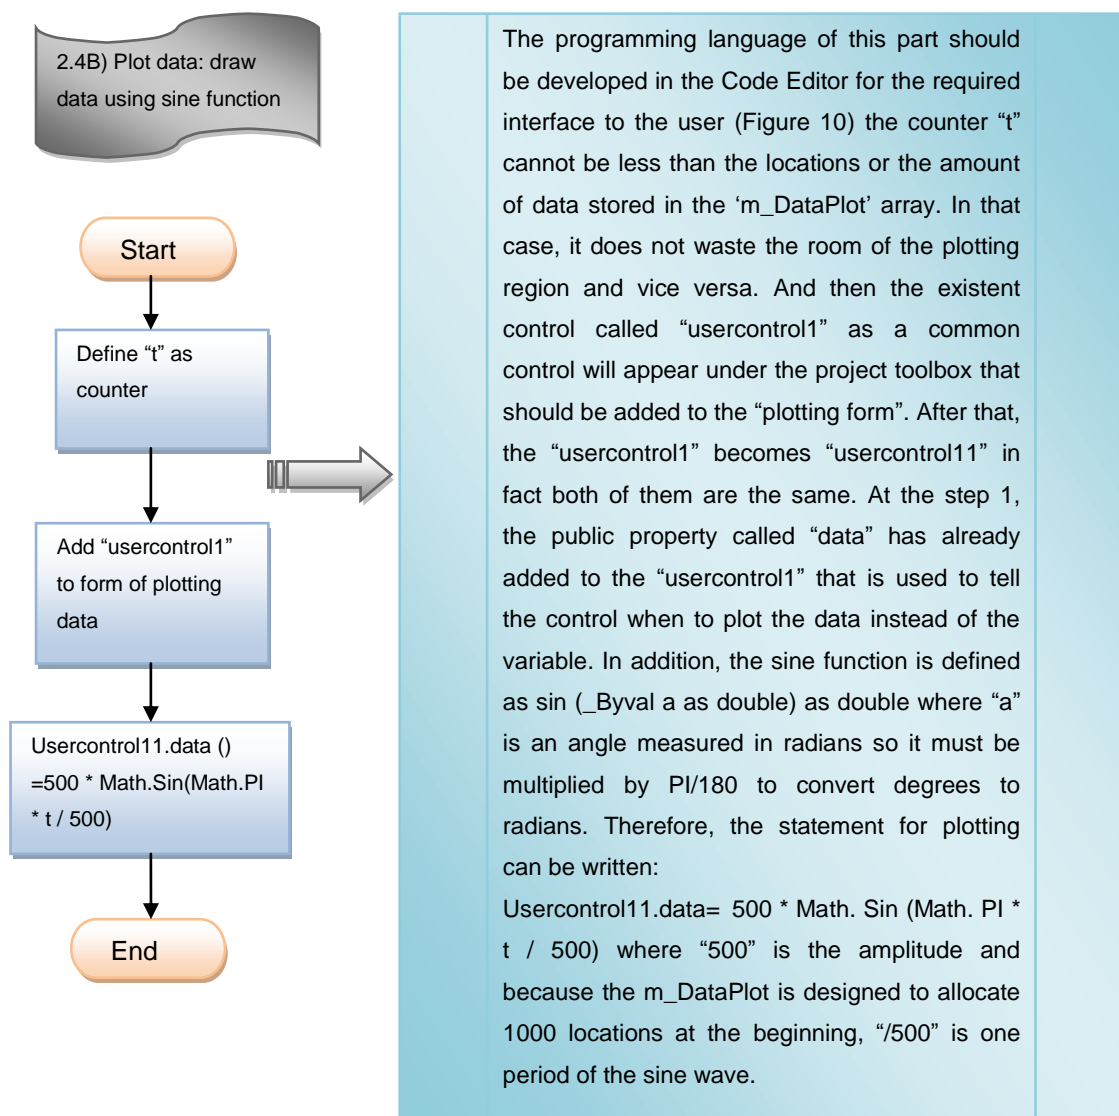 2.4B) Plot data: draw
data using sine function
Start
Define “t” as
counter
Add “usercontrol1”
to form of plotting
data
Usercontrol11.data ()
=500 * Math.Sin(Math.PI
* t / 500)
End
The programming language of this part should
be developed in the Code Editor for the required
interface to the user (Figure 10) the counter “t”
cannot be less than the locations or the amount
of data stored in the ‘m_DataPlot’ array. In that
case, it does not waste the room of the plotting
region and vice versa. And then the existent
control called “usercontrol1” as a common
control will appear under the project toolbox that
should be added to the “plotting form”. After that,
the “usercontrol1” becomes “usercontrol11” in
fact both of them are the same. At the step 1,
the public property called “data” has already
added to the “usercontrol1” that is used to tell
the control when to plot the data instead of the
variable. In addition, the sine function is defined
as sin (_Byval a as double) as double where “a”
is an angle measured in radians so it must be
multiplied by PI/180 to convert degrees to
radians. Therefore, the statement for plotting
can be written:
Usercontrol11.data= 500 * Math. Sin (Math. PI *
t / 500) where “500” is the amplitude and
because the m_DataPlot is designed to allocate
1000 locations at the beginning, “/500” is one
period of the sine wave.